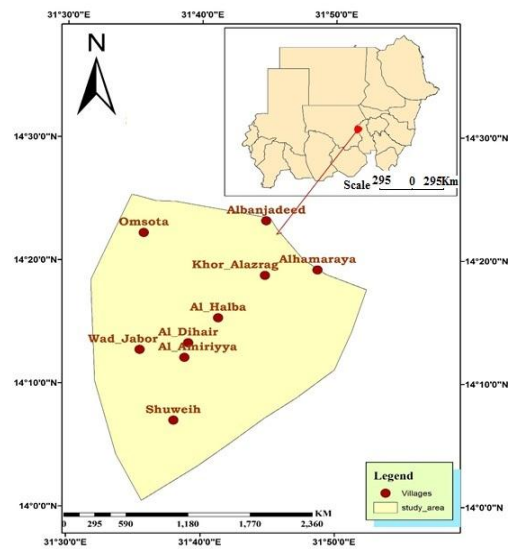 31°30'0"E 31°40'0"E 31°50'0"E
N
14°30'0"N 14°30'0"N
Scale 295 0 295Km
Albanjadeed
Omsota
14°20'0"N 14°20'0"N
Khor_Alazrag Alhamaraya
Al_Halba
Al_Dihair
Wad_Jabor
Al_Amiriyya
14°10'0"N 14°10'0"N
Shuweih
Legend
Villages
study_area
14°0'0"N 14°0'0"N
KM
0 295 590 1,180 1,770 2,360
31°30'0"E 31°40'0"E 31°50'0"E